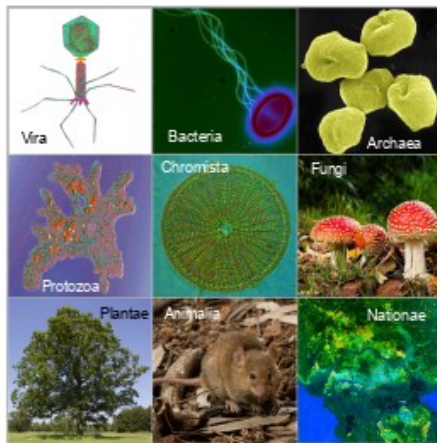 Vira
Bacteria
Archaea
Protozoa
Chromista
Fungi
Plantae
Animalia
Nationae